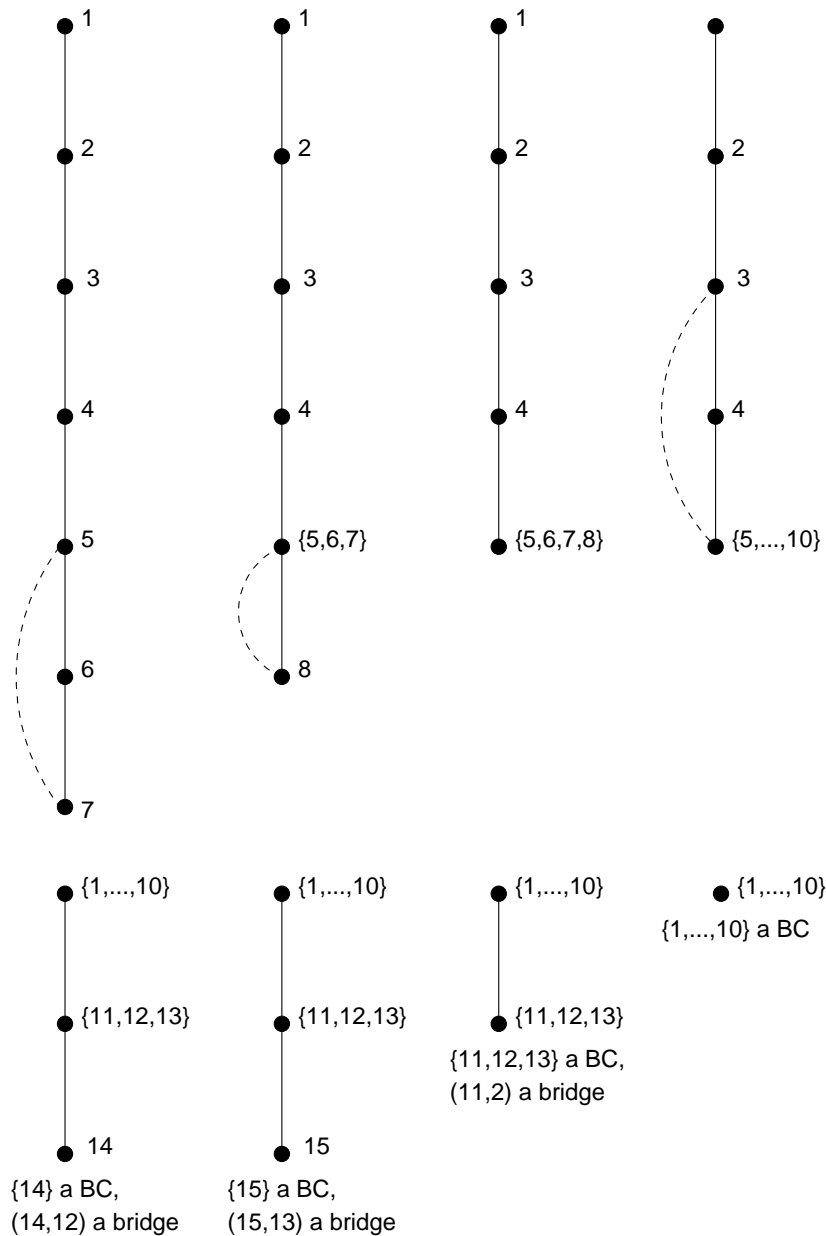 1 1 1
2 2 2 2
3 3 3 3
4 4 4 4
5 {5,6,7} {5,6,7,8} {5,...,10}
6 8
7
{1,...,10} {1,...,10} {1,...,10} {1,...,10}
{1,...,10} a BC
{11,12,13} {11,12,13} {11,12,13}
{11,12,13} a BC,
(11,2) a bridge
14 15
{14} a BC, {15} a BC,
(14,12) a bridge (15,13) a bridge